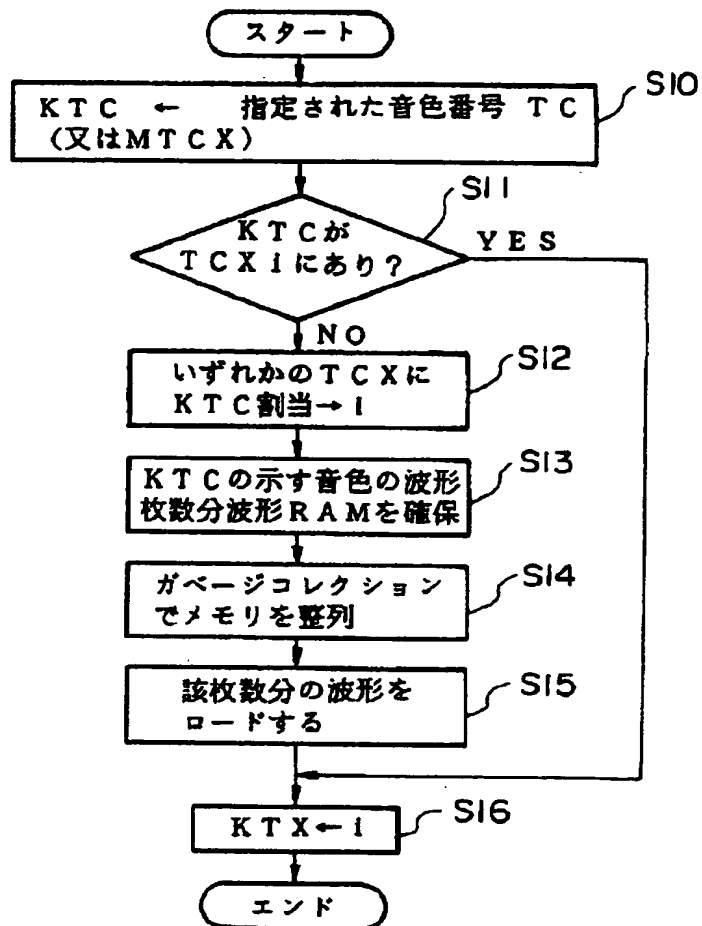 スタート
S10
KTC ← 指定された音色番号 TC
(又はMTCX)
S11
KTCが
TCXiにあり?
YES
NO
S12
いずれかのTCXに
KTC割当→i
S13
KTCの示す音色の波形
枚数分波形RAMを確保
S14
ガベージコレクション
でメモリを整列
S15
該枚数分の波形を
ロードする
S16
KTX←i
エンド